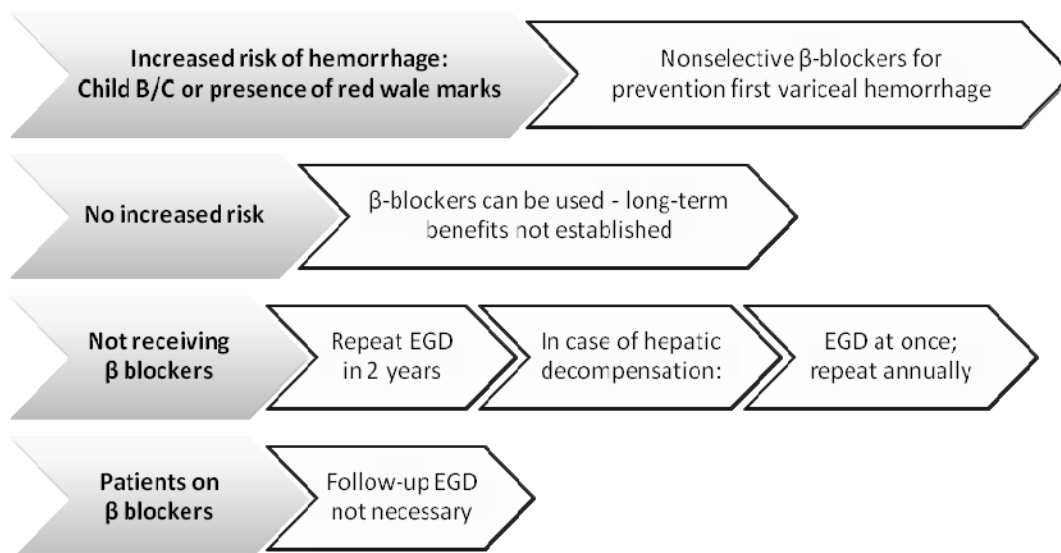 Increased risk of hemorrhage:
Child B/C or presence of red wale marks
Nonselective β-blockers for
prevention first variceal hemorrhage
No increased risk
β-blockers can be used - long-term
benefits not established
Not receiving
β blockers
Repeat EGD
in 2 years
In case of hepatic
decompensation:
EGD at once;
repeat annually
Patients on
β blockers
Follow-up EGD
not necessary